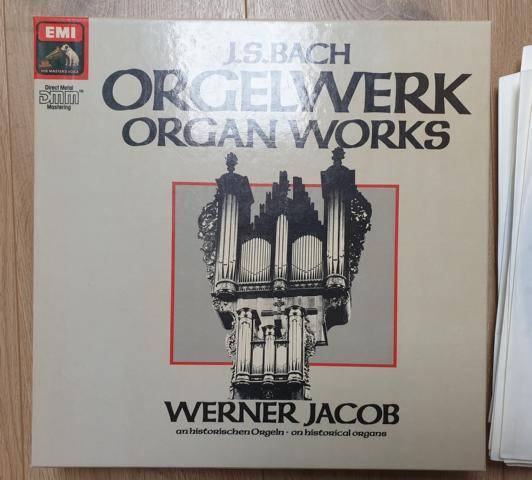 EMI
HIS MASTER'S VOICE
Direct Metal
DMM™
Mastering
J.S.BACH
ORGELWERK
ORGAN WORKS
WERNER JACOB
an historischen Orgeln · on historical organs